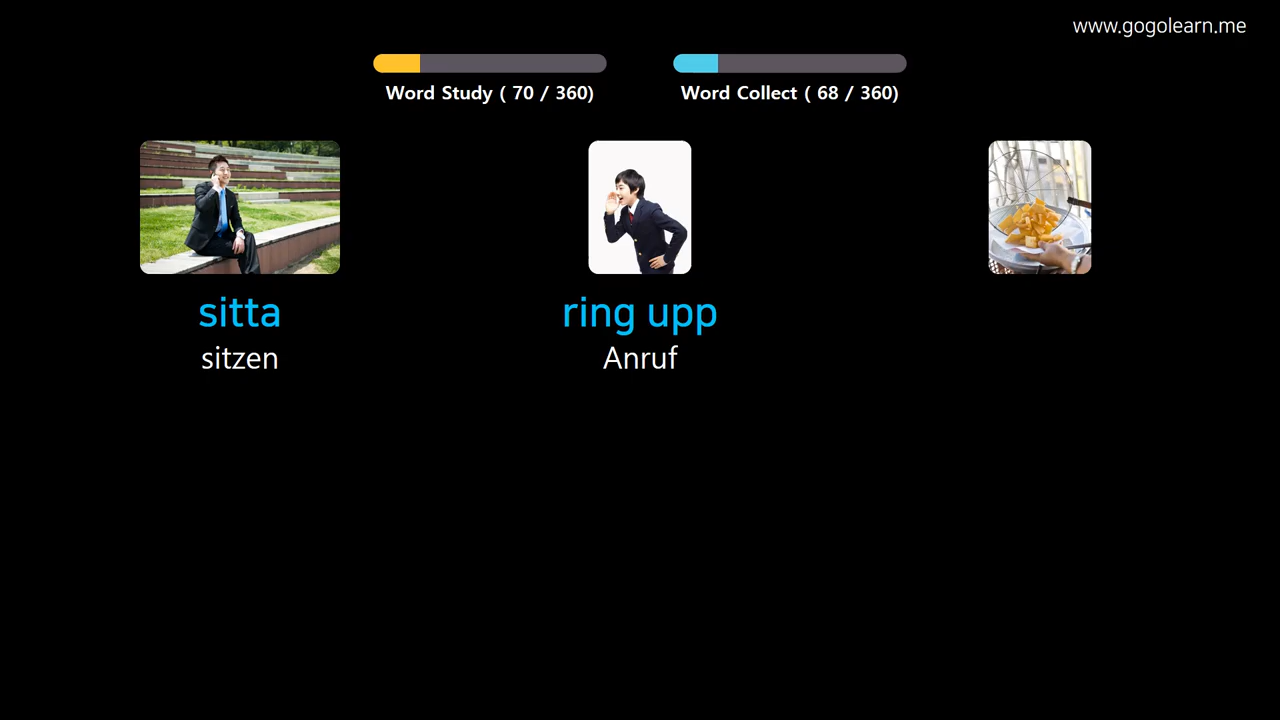 www.gogolearn.me
Word Study ( 70 / 360)
Word Collect ( 68 / 360)
sitta
sitzen
ring upp
Anruf